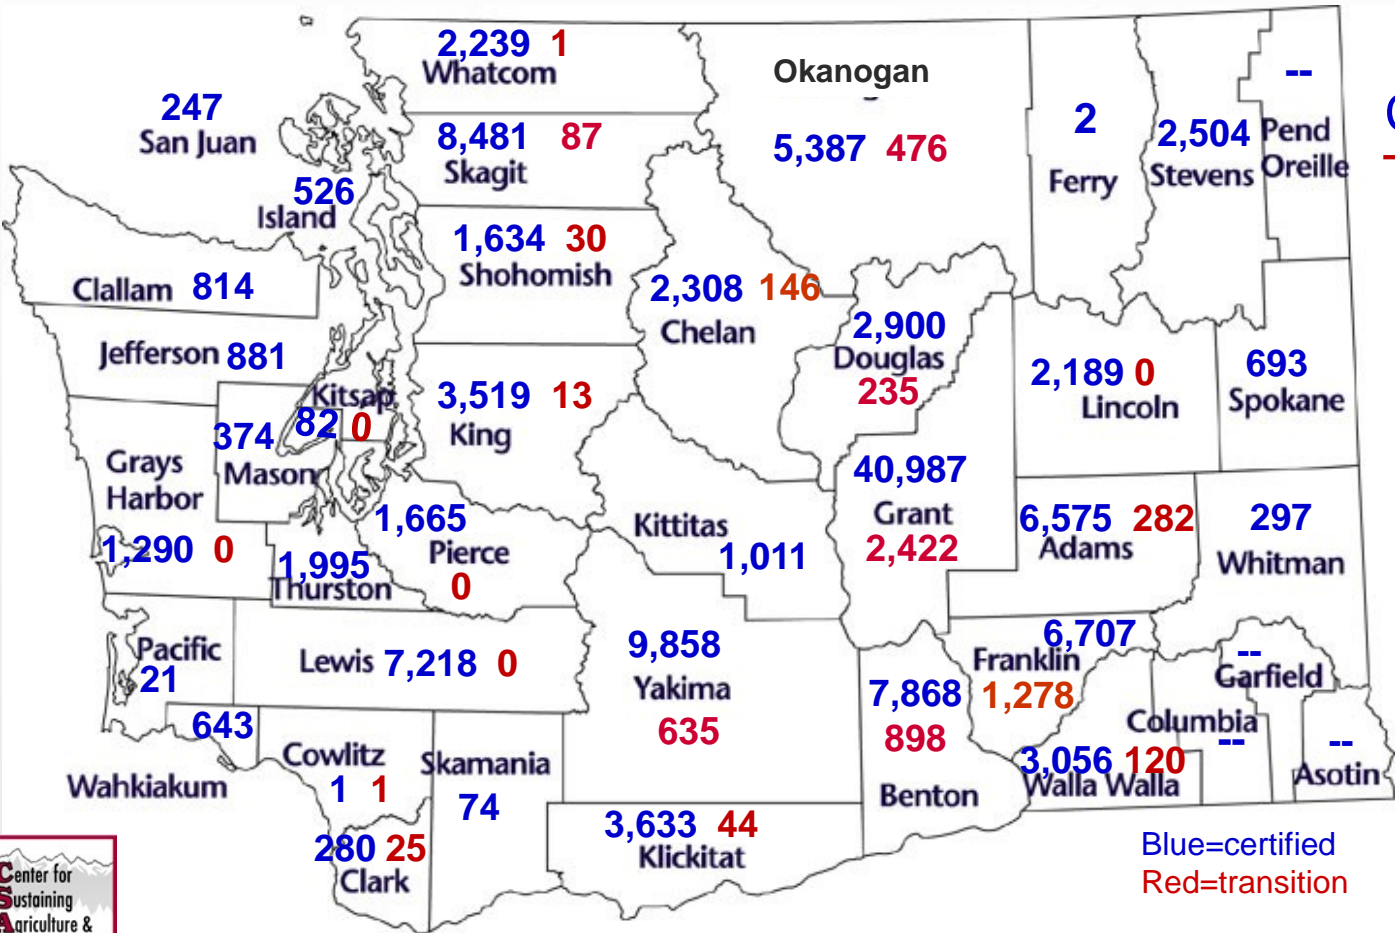 2,239 1
Whatcom
Okanogan
5,387 476
--
Pend
Oreille
2
Ferry
2,504
Stevens
247
San Juan
8,481 87
Skagit
526
Island
1,634 30
Shohomish
2,308 146
Chelan
Clallam 814
2,900
Douglas
235
Jefferson 881
2,189 0
Lincoln
693
Spokane
Kitsap
82 0
3,519 13
King
374
Mason
Grays
Harbor
1,290 0
40,987
Grant
2,422
1,665
Pierce
0
Kittitas
1,011
6,575 282
Adams
297
Whitman
1,995
Thurston
Pacific
21
Lewis 7,218 0
9,858
Yakima
635
6,707
Franklin
1,278
--
Garfield
7,868
898
Benton
643
Wahkiakum
Cowlitz
1 1
Skamania
74
Columbia
--
3,056 120
Walla Walla
--
Asotin
280 25
Clark
3,633 44
Klickitat
Blue=certified
Red=transition
Center for
Sustaining
Agriculture &